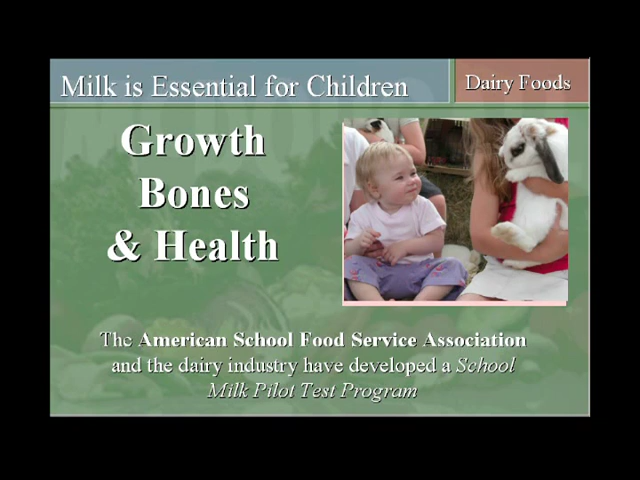 Milk is Essential for Children
Dairy Foods
Growth
Bones
& Health
The American School Food Service Association
and the dairy industry have developed a School
Milk Pilot Test Program